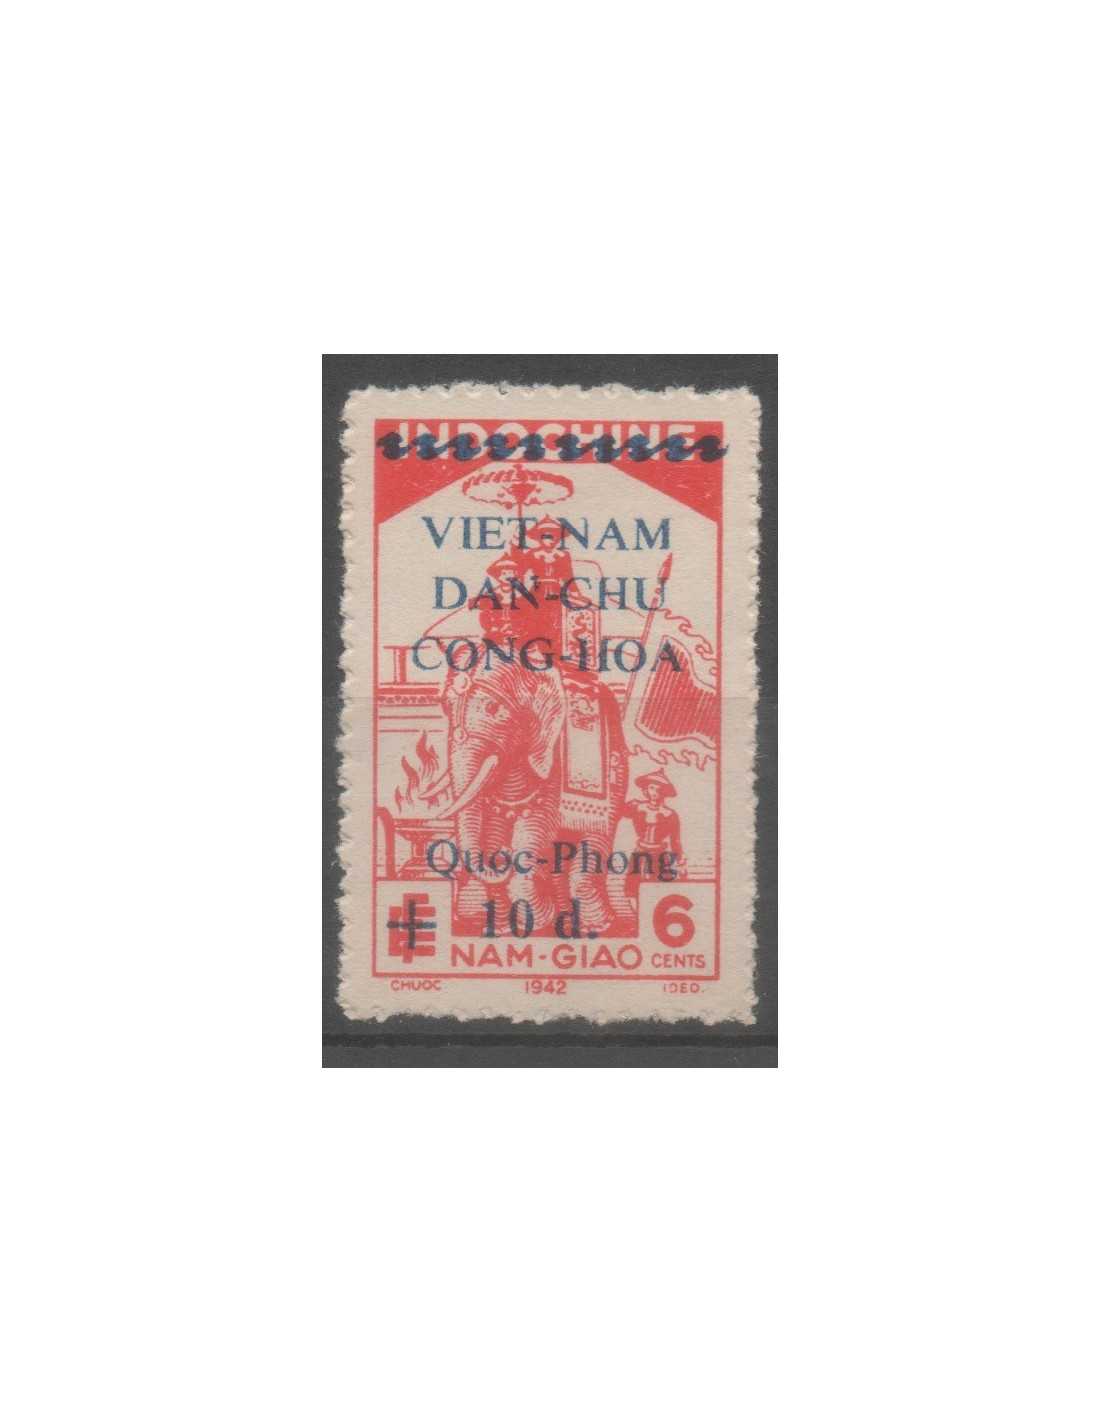 INDOCHINE
VIET-NAM
DAN-CHU
CONG-HOA
Quoc-Phong
+ 10 d.
6
NAM-GIAO CENTS
CHUOC 1942 IDEO.